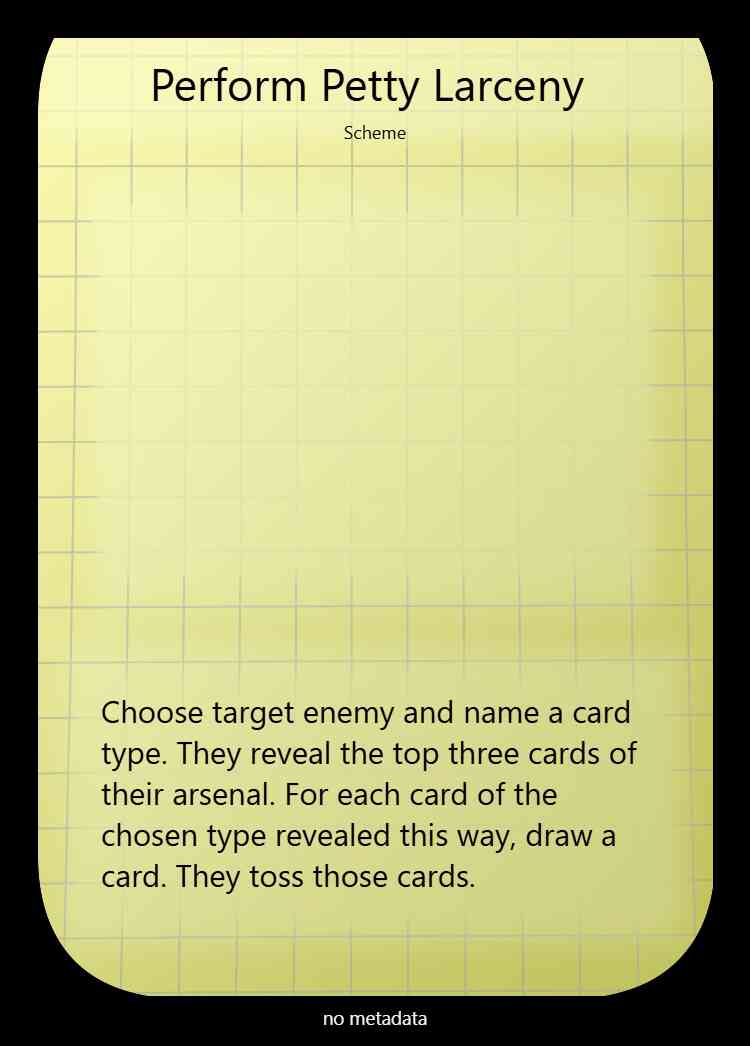 Perform Petty Larceny
Scheme
Choose target enemy and name a card
type. They reveal the top three cards of
their arsenal. For each card of the
chosen type revealed this way, draw a
card. They toss those cards.
no metadata